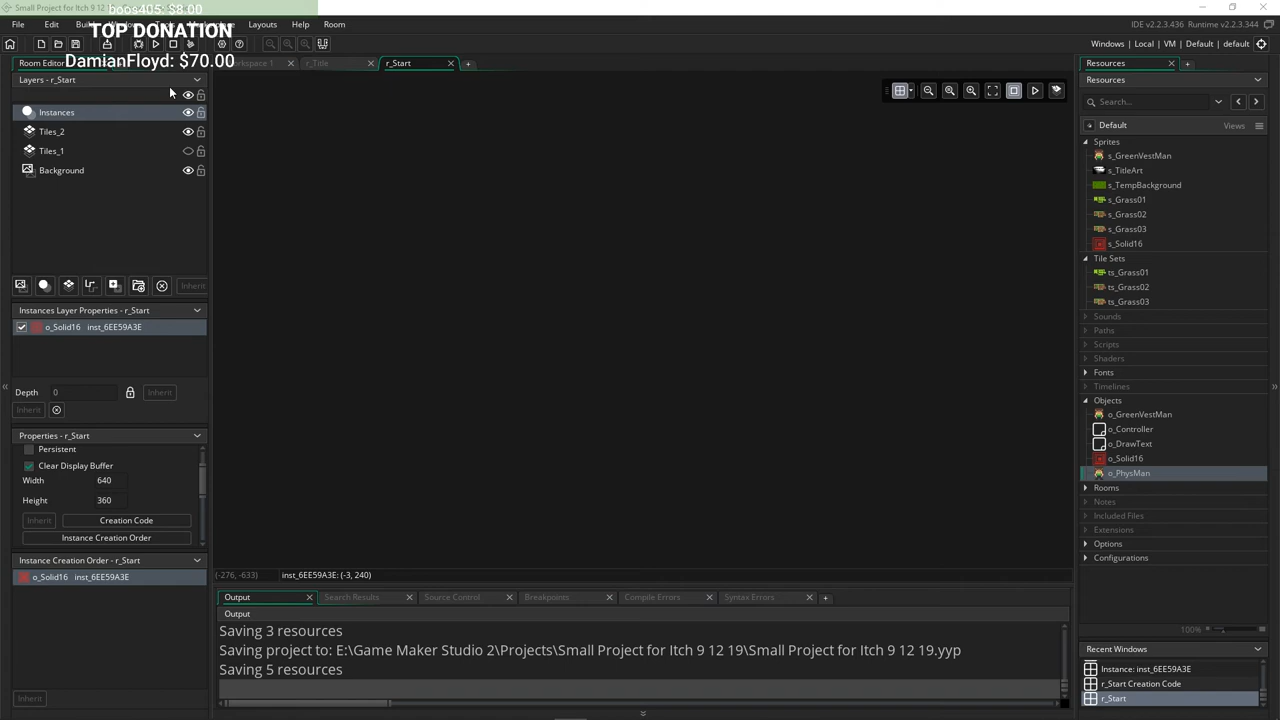 Small Project for Itch 9 12 19
boos405: $8.00
TOP DONATION
DamianFloyd: $70.00
File Edit Build Layouts Help Room
IDE v2.2.3.436 Runtime v2.2.3.344
Windows | Local | VM | Default | default
Room Editor
Workspace 1
r_Title
r_Start
Resources
Layers - r_Start
Resources
Search...
Default
Views
Instances
Tiles_2
Tiles_1
Background
Sprites
s_GreenVestMan
s_TitleArt
s_TempBackground
s_Grass01
s_Grass02
s_Grass03
s_Solid16
Tile Sets
ts_Grass01
ts_Grass02
ts_Grass03
Sounds
Paths
Scripts
Shaders
Fonts
Timelines
Objects
o_GreenVestMan
o_Controller
o_DrawText
o_Solid16
o_PhysMan
Rooms
Notes
Included Files
Extensions
Options
Configurations
100%
Recent Windows
Instance: inst_6EE59A3E
r_Start Creation Code
r_Start
Inherit
Instances Layer Properties - r_Start
o_Solid16 inst_6EE59A3E
Depth 0 Inherit
Inherit
Properties - r_Start
Persistent
Clear Display Buffer
Width 640
Height 360
Inherit Creation Code
Instance Creation Order
Instance Creation Order - r_Start
o_Solid16 inst_6EE59A3E
Inherit
(-276, -633) inst_6EE59A3E: (-3, 240)
Output Search Results Source Control Breakpoints Compile Errors Syntax Errors
Output
Saving 3 resources
Saving project to: E:\Game Maker Studio 2\Projects\Small Project for Itch 9 12 19\Small Project for Itch 9 12 19.yyp
Saving 5 resources